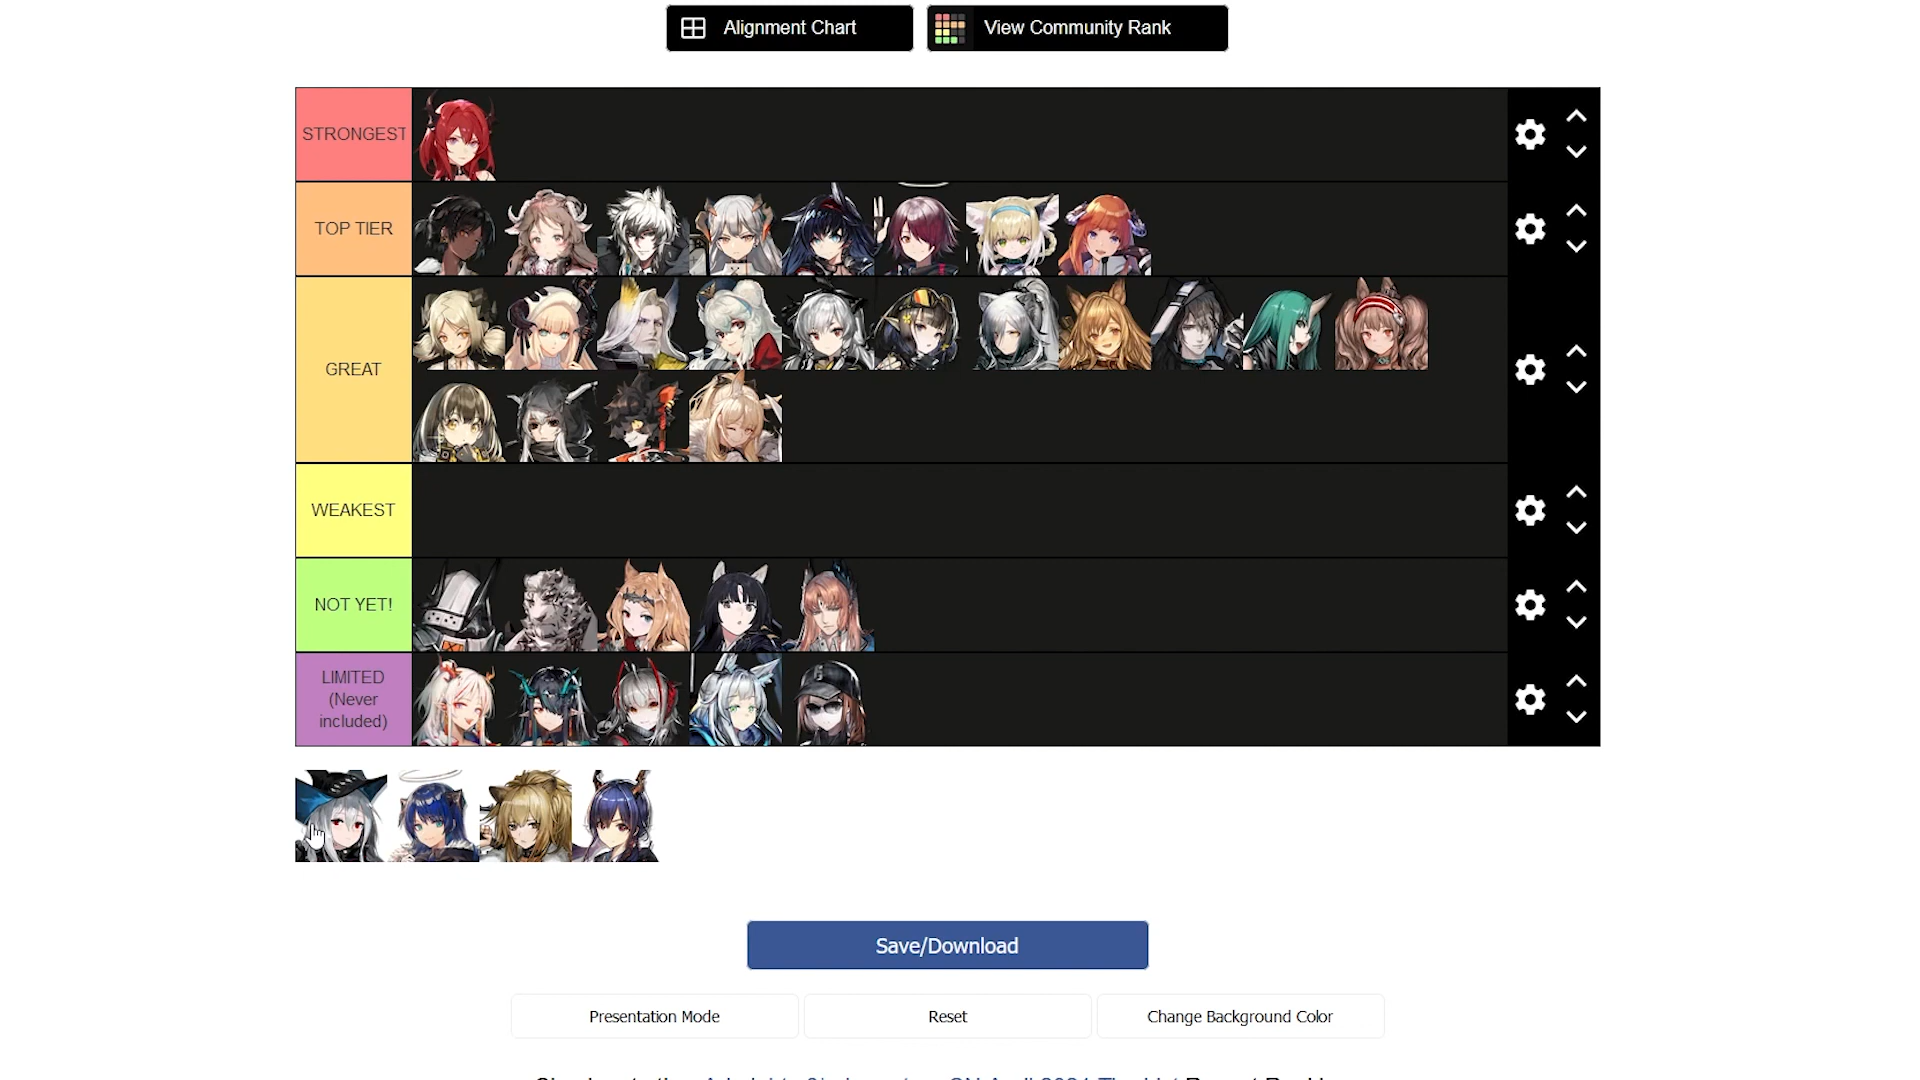 Alignment Chart
View Community Rank
STRONGEST
TOP TIER
GREAT
WEAKEST
NOT YET!
LIMITED
(Never
included)
Save/Download
Presentation Mode
Reset
Change Background Color